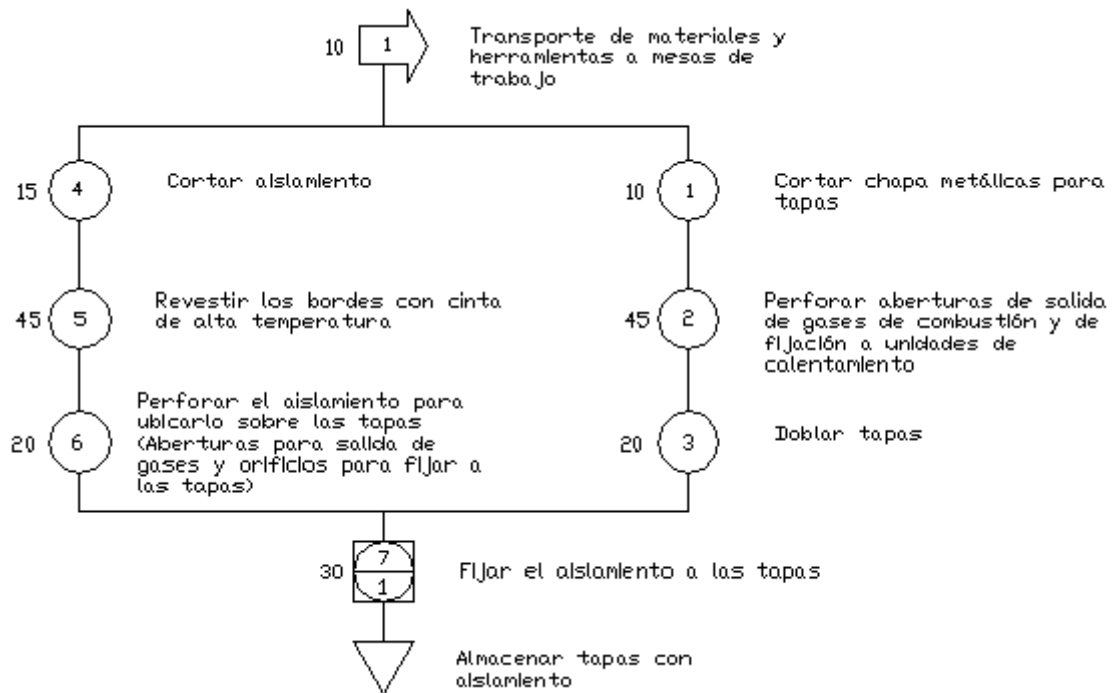 10
1
Transporte de materiales y
herramientas a mesas de
trabajo
15
4
Cortar aislamiento
10
1
Cortar chapa metálicas para
tapas
45
5
Revestir los bordes con cinta
de alta temperatura
45
2
Perforar aberturas de salida
de gases de combustión y de
fijación a unidades de
calentamiento
20
6
Perforar el aislamiento para
ubicarlo sobre las tapas
(Aberturas para salida de
gases y orificios para fijar a
las tapas)
20
3
Doblar tapas
30
7
1
Fijar el aislamiento a las tapas
Almacenar tapas con
aislamiento